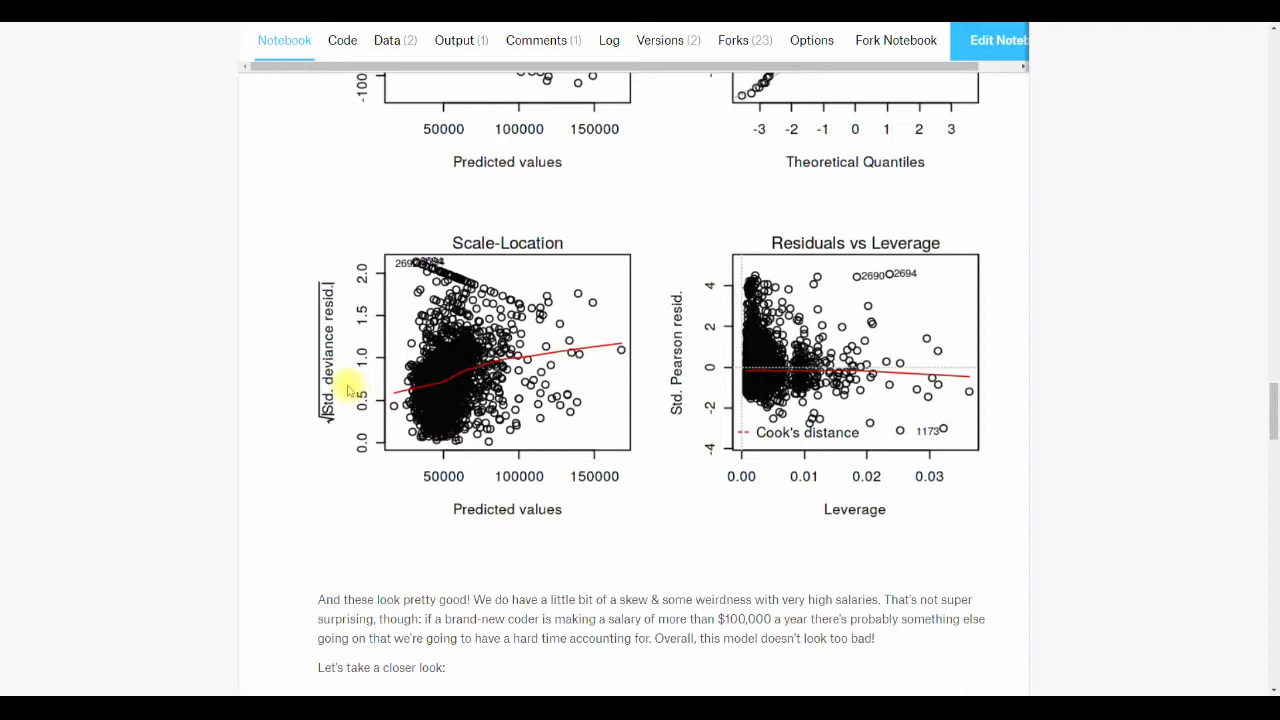 Notebook Code Data (2) Output (1) Comments (1) Log Versions (2) Forks (23) Options Fork Notebook Edit Noteb
-100
50000 100000 150000
Predicted values
-3 -2 -1 0 1 2 3
Theoretical Quantiles
Scale-Location
√|Std. deviance resid.|
0.0 0.5 1.0 1.5 2.0
50000 100000 150000
Predicted values
Residuals vs Leverage
Std. Pearson resid.
-4 -2 0 2 4
2690 2694
Cook's distance
1173
0.00 0.01 0.02 0.03
Leverage
And these look pretty good! We do have a little bit of a skew & some weirdness with very high salaries. That's not super
surprising, though: if a brand-new coder is making a salary of more than $100,000 a year there's probably something else
going on that we're going to have a hard time accounting for. Overall, this model doesn't look too bad!
Let's take a closer look: